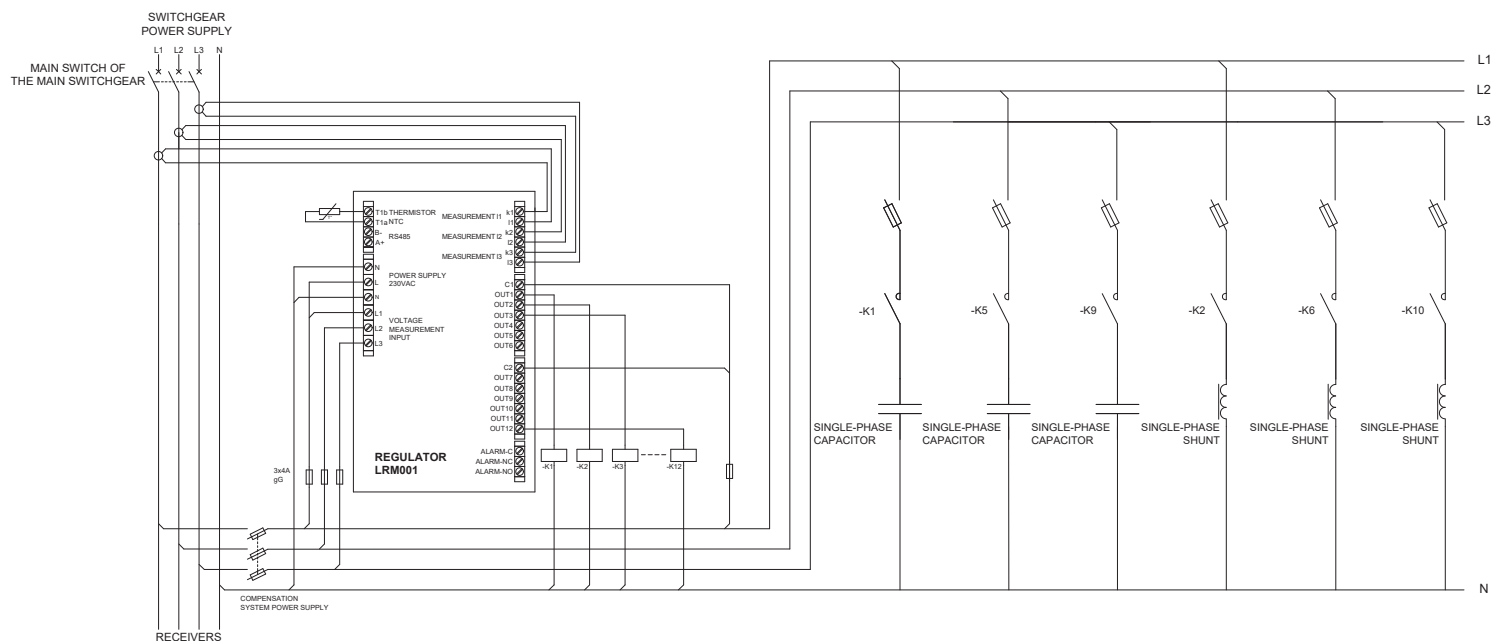 SWITCHGEAR
POWER SUPPLY
L1 L2 L3 N
MAIN SWITCH OF
THE MAIN SWITCHGEAR
L1
L2
L3
T1b THERMISTOR
T1a NTC
B-
RS485
A+
N
POWER SUPPLY
L 230VAC
N
L1
VOLTAGE
L2 MEASUREMENT
INPUT
L3
MEASUREMENT I1 k1
l1
MEASUREMENT I2 k2
l2
MEASUREMENT I3 k3
l3
C1
OUT1
OUT2
OUT3
OUT4
OUT5
OUT6
C2
OUT7
OUT8
OUT9
OUT10
OUT11
OUT12
ALARM-C
ALARM-NC
ALARM-NO
REGULATOR
LRM001
3x4A
gG
-K1 -K2 -K3 -K12
-K1 -K5 -K9 -K2 -K6 -K10
SINGLE-PHASE
CAPACITOR
SINGLE-PHASE
CAPACITOR
SINGLE-PHASE
CAPACITOR
SINGLE-PHASE
SHUNT
SINGLE-PHASE
SHUNT
SINGLE-PHASE
SHUNT
N
COMPENSATION
SYSTEM POWER SUPPLY
RECEIVERS